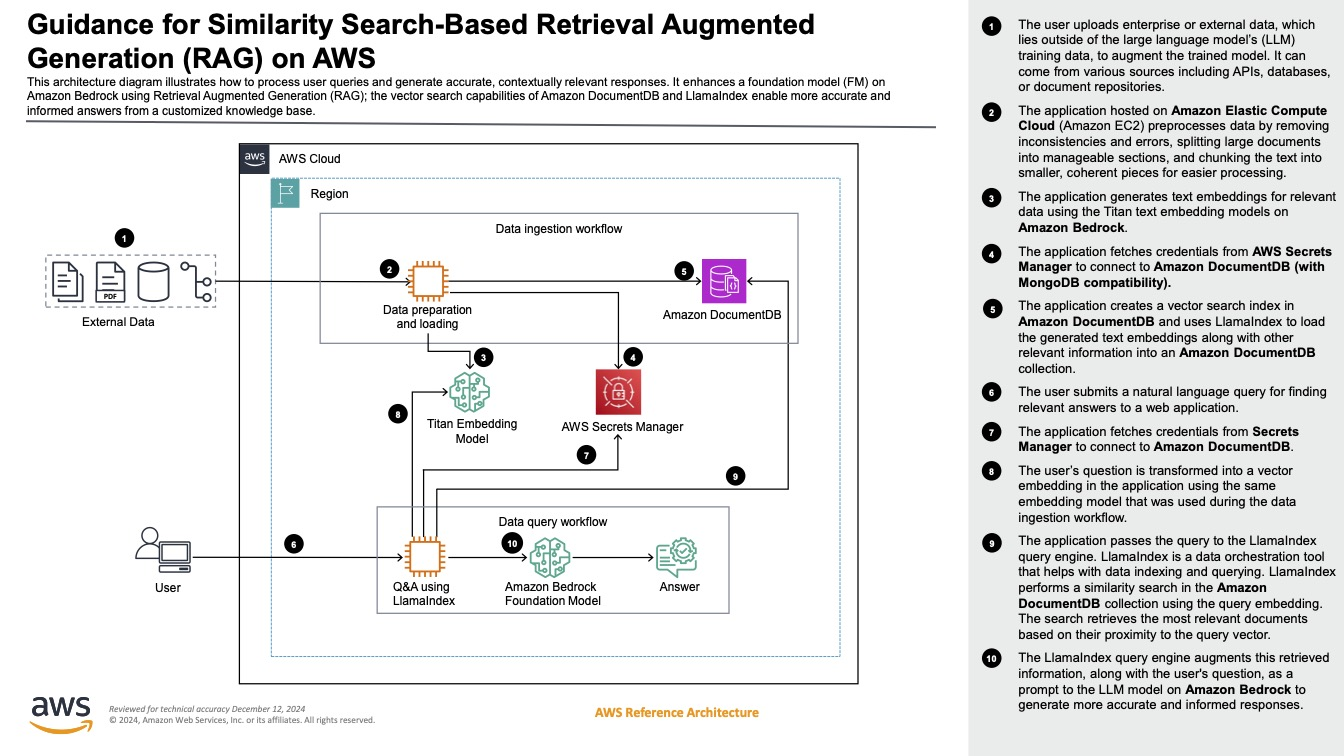 Guidance for Similarity Search-Based Retrieval Augmented
Generation (RAG) on AWS
This architecture diagram illustrates how to process user queries and generate accurate, contextually relevant responses. It enhances a foundation model (FM) on
Amazon Bedrock using Retrieval Augmented Generation (RAG); the vector search capabilities of Amazon DocumentDB and LlamaIndex enable more accurate and
informed answers from a customized knowledge base.
aws
AWS Cloud
Region
Data ingestion workflow
1
2
5
PDF
External Data
Data preparation
and loading
Amazon DocumentDB
3
4
8
Titan Embedding
Model
AWS Secrets Manager
7
9
Data query workflow
6
10
User
Q&A using
LlamaIndex
Amazon Bedrock
Foundation Model
Answer
aws
Reviewed for technical accuracy December 12, 2024
© 2024, Amazon Web Services, Inc. or its affiliates. All rights reserved.
AWS Reference Architecture
1 The user uploads enterprise or external data, which
lies outside of the large language model's (LLM)
training data, to augment the trained model. It can
come from various sources including APIs, databases,
or document repositories.
2 The application hosted on Amazon Elastic Compute
Cloud (Amazon EC2) preprocesses data by removing
inconsistencies and errors, splitting large documents
into manageable sections, and chunking the text into
smaller, coherent pieces for easier processing.
3 The application generates text embeddings for relevant
data using the Titan text embedding models on
Amazon Bedrock.
4 The application fetches credentials from AWS Secrets
Manager to connect to Amazon DocumentDB (with
MongoDB compatibility).
5 The application creates a vector search index in
Amazon DocumentDB and uses LlamaIndex to load
the generated text embeddings along with other
relevant information into an Amazon DocumentDB
collection.
6 The user submits a natural language query for finding
relevant answers to a web application.
7 The application fetches credentials from Secrets
Manager to connect to Amazon DocumentDB.
8 The user's question is transformed into a vector
embedding in the application using the same
embedding model that was used during the data
ingestion workflow.
9 The application passes the query to the LlamaIndex
query engine. LlamaIndex is a data orchestration tool
that helps with data indexing and querying. LlamaIndex
performs a similarity search in the Amazon
DocumentDB collection using the query embedding.
The search retrieves the most relevant documents
based on their proximity to the query vector.
10 The LlamaIndex query engine augments this retrieved
information, along with the user's question, as a
prompt to the LLM model on Amazon Bedrock to
generate more accurate and informed responses.